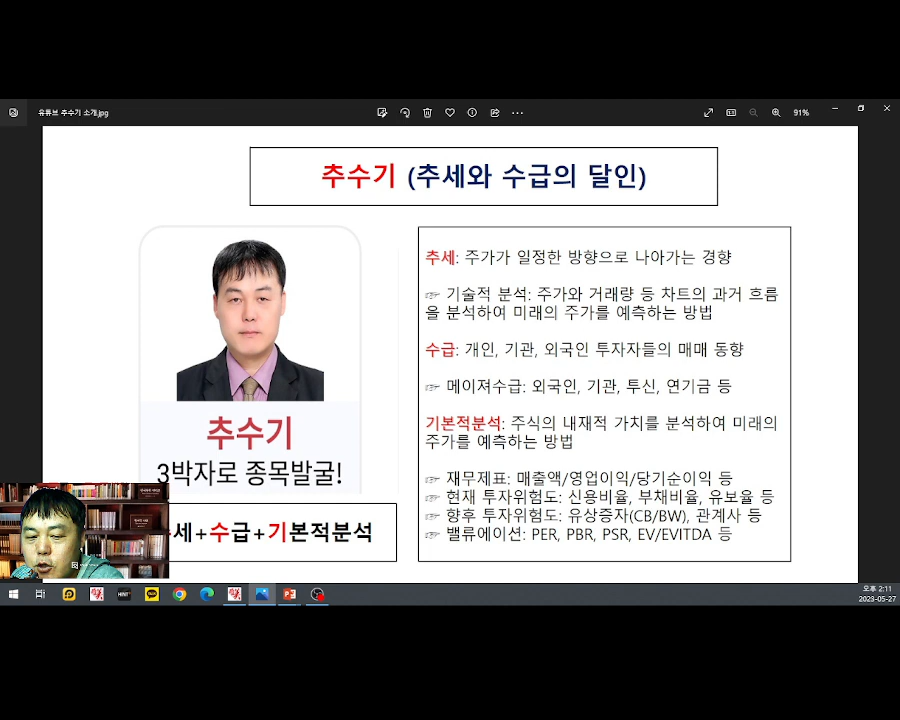 유튜브 추수기 소개.jpg
91%
추수기 (추세와 수급의 달인)
추수기
3박자로 종목발굴!
세+수급+기본적분석
추세: 주가가 일정한 방향으로 나아가는 경향
☞ 기술적 분석: 주가와 거래량 등 차트의 과거 흐름
을 분석하여 미래의 주가를 예측하는 방법
수급: 개인, 기관, 외국인 투자자들의 매매 동향
☞ 메이져수급: 외국인, 기관, 투신, 연기금 등
기본적분석: 주식의 내재적 가치를 분석하여 미래의
주가를 예측하는 방법
☞ 재무제표: 매출액/영업이익/당기순이익 등
☞ 현재 투자위험도: 신용비율, 부채비율, 유보율 등
☞ 향후 투자위험도: 유상증자(CB/BW), 관계사 등
☞ 밸류에이션: PER, PBR, PSR, EV/EVITDA 등
오후 2:11
2023-05-27